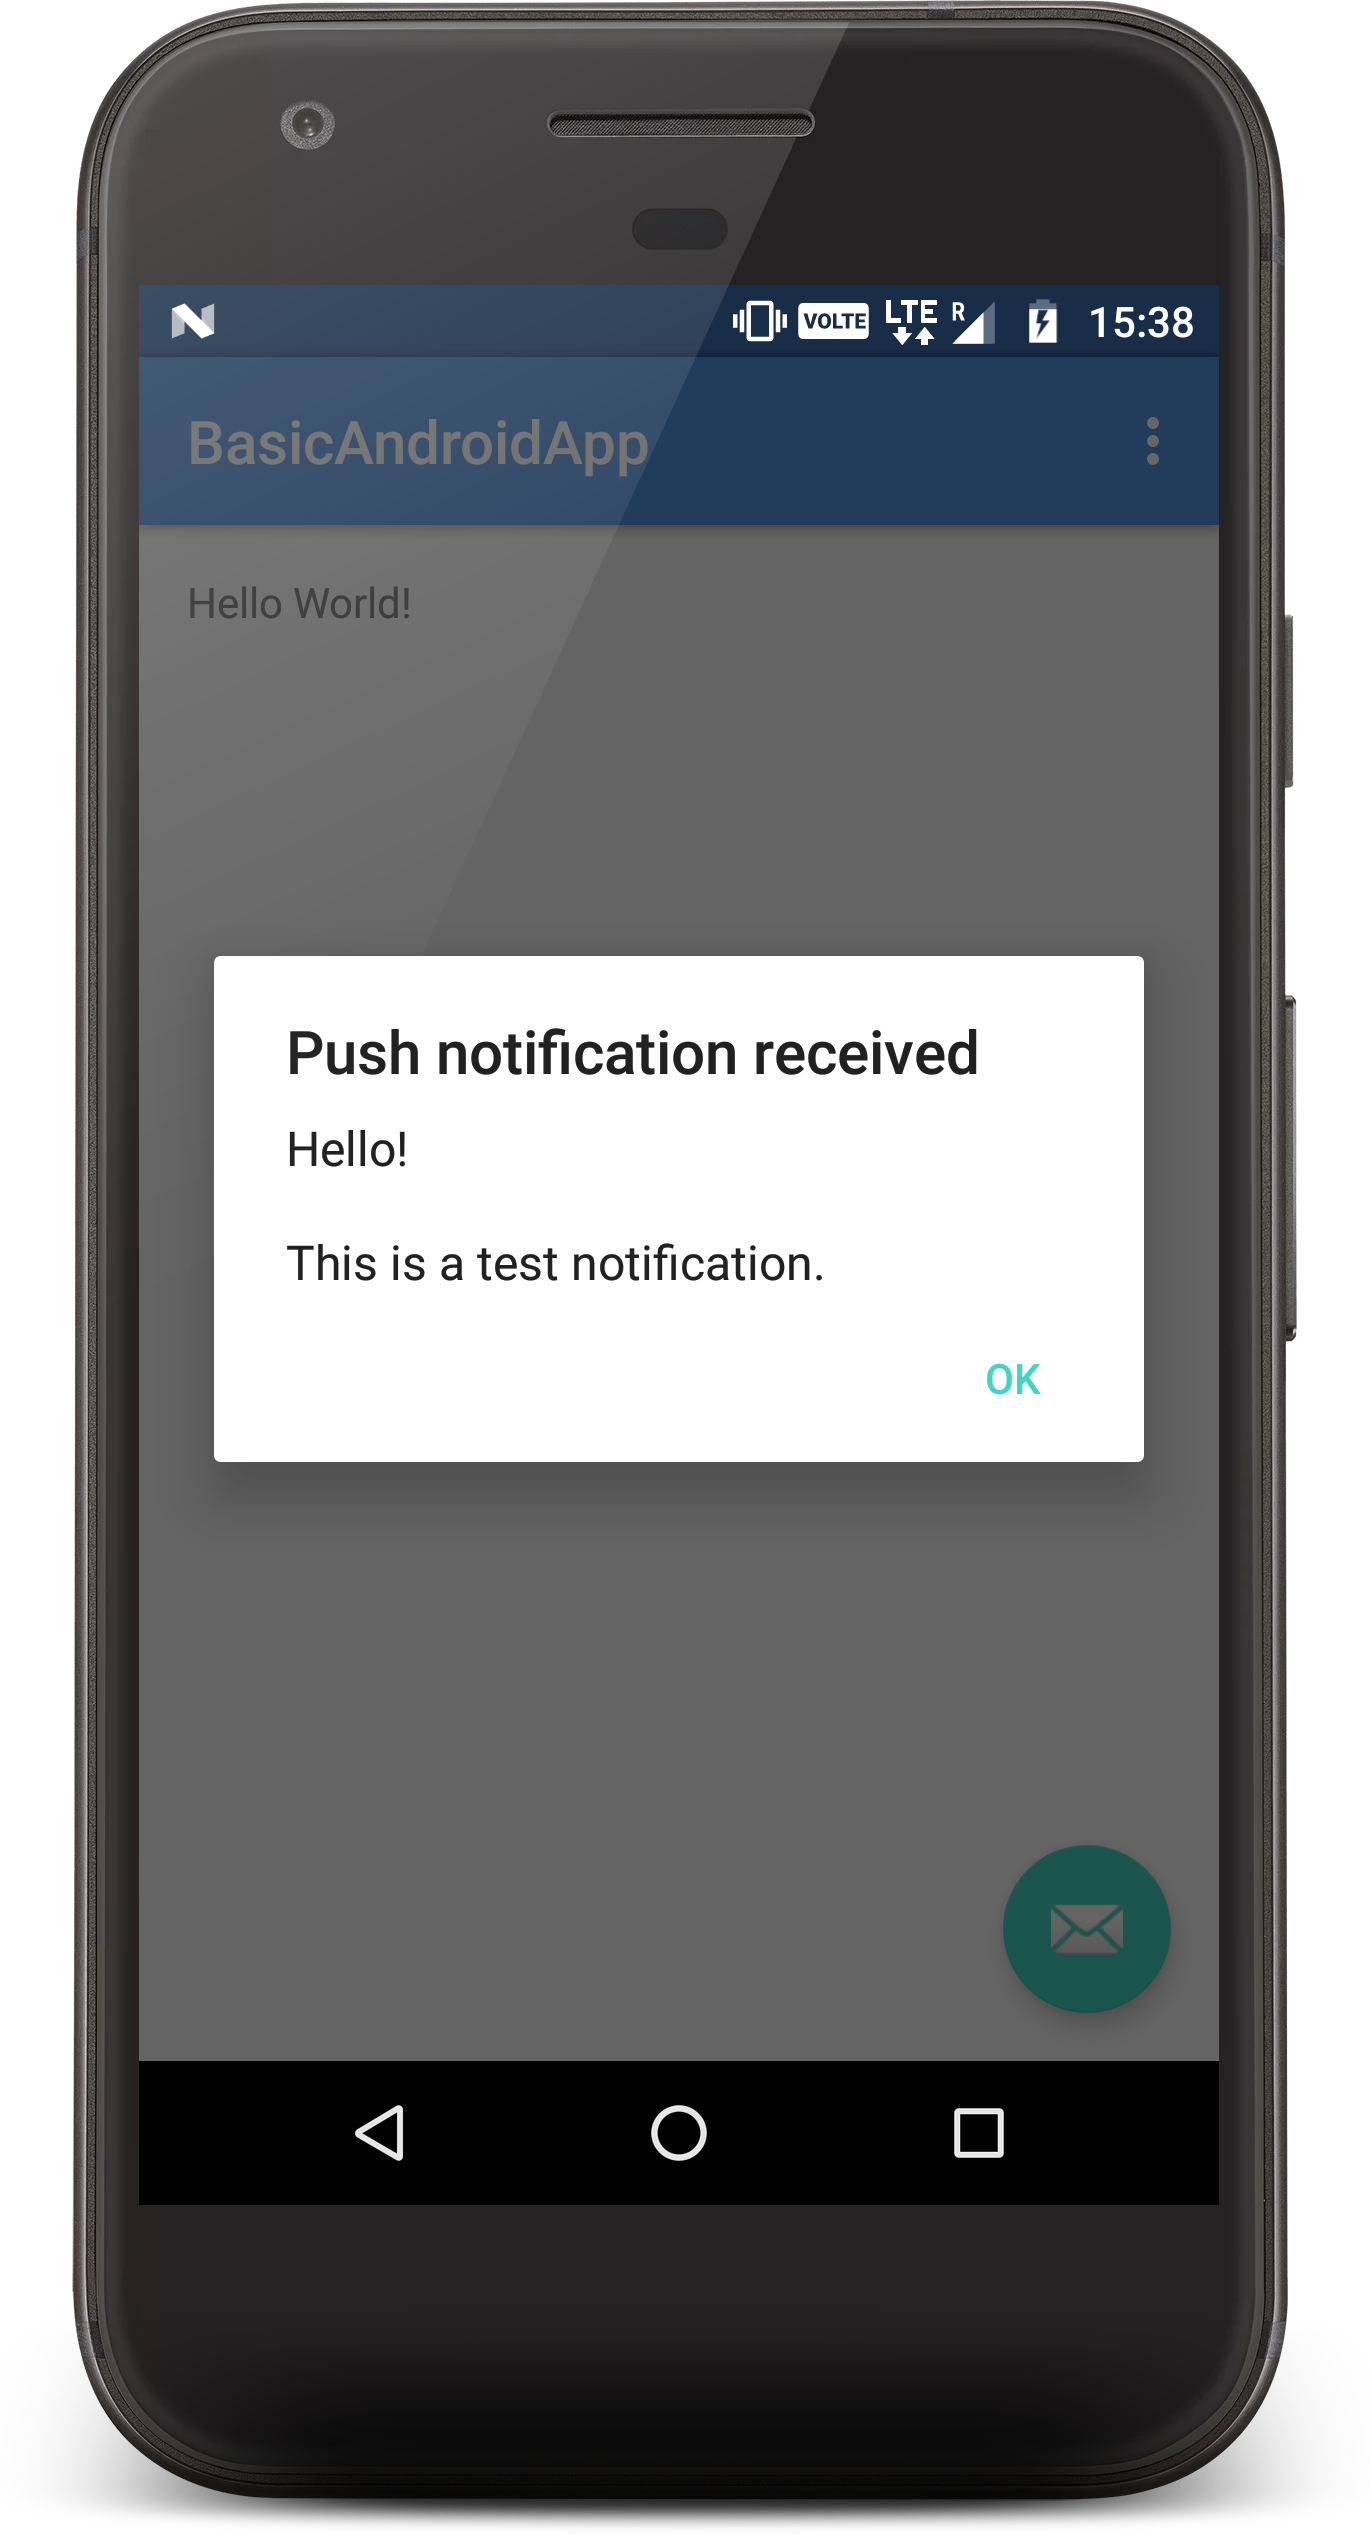 VOLTE LTE R 15:38
BasicAndroidApp
Hello World!
Push notification received
Hello!
This is a test notification.
OK